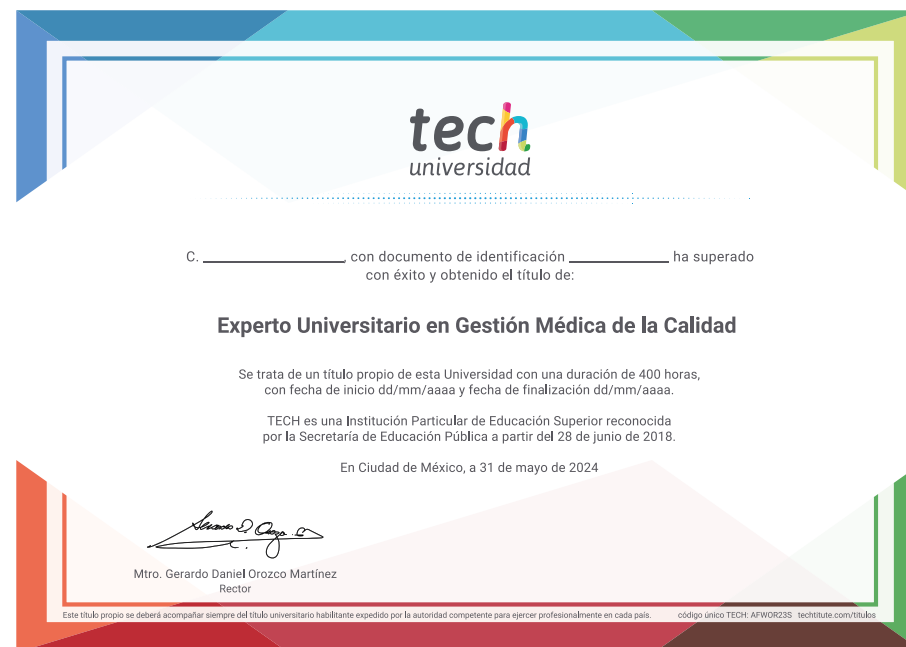 tech
universidad
C. ____________________, con documento de identificación ______________ ha superado
con éxito y obtenido el título de:
Experto Universitario en Gestión Médica de la Calidad
Se trata de un título propio de esta Universidad con una duración de 400 horas,
con fecha de inicio dd/mm/aaaa y fecha de finalización dd/mm/aaaa.
TECH es una Institución Particular de Educación Superior reconocida
por la Secretaría de Educación Pública a partir del 28 de junio de 2018.
En Ciudad de México, a 31 de mayo de 2024
Mtro. Gerardo Daniel Orozco Martínez
Rector
Este título propio se deberá acompañar siempre del título universitario habilitante expedido por la autoridad competente para ejercer profesionalmente en cada país. código único TECH: AFWOR23S techtitute.com/titulos